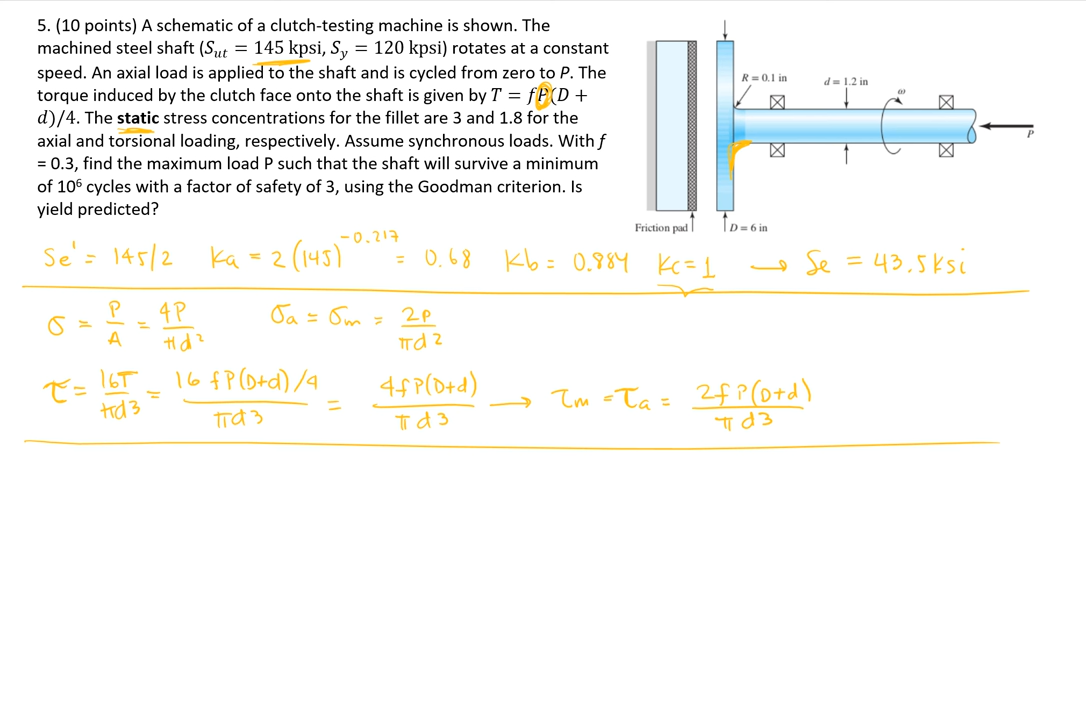 5. (10 points) A schematic of a clutch-testing machine is shown. The
machined steel shaft (Sut = 145 kpsi, Sy = 120 kpsi) rotates at a constant
speed. An axial load is applied to the shaft and is cycled from zero to P. The
torque induced by the clutch face onto the shaft is given by T = fP(D +
d)/4. The static stress concentrations for the fillet are 3 and 1.8 for the
axial and torsional loading, respectively. Assume synchronous loads. With f
= 0.3, find the maximum load P such that the shaft will survive a minimum
of 10⁶ cycles with a factor of safety of 3, using the Goodman criterion. Is
yield predicted?
R = 0.1 in
d = 1.2 in
ω
P
Friction pad
D = 6 in
Se' = 145/2 Ka = 2(145)^-0.217 = 0.68 Kb = 0.884 Kc = 1 → Se = 43.5 ksi
σ = P/A = 4P/πd² σa = σm = 2P/πd²
τ = 16T/πd3 = 16 fP(D+d)/4/πd3 = 4fP(D+d)/πd3 → τm = τa = 2fP(D+d)/πd3